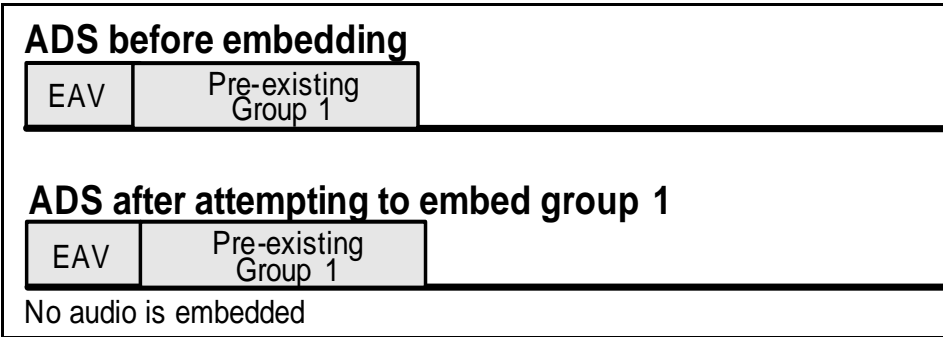 ADS before embedding
EAV
Pre-existing
Group 1
ADS after attempting to embed group 1
EAV
Pre-existing
Group 1
No audio is embedded